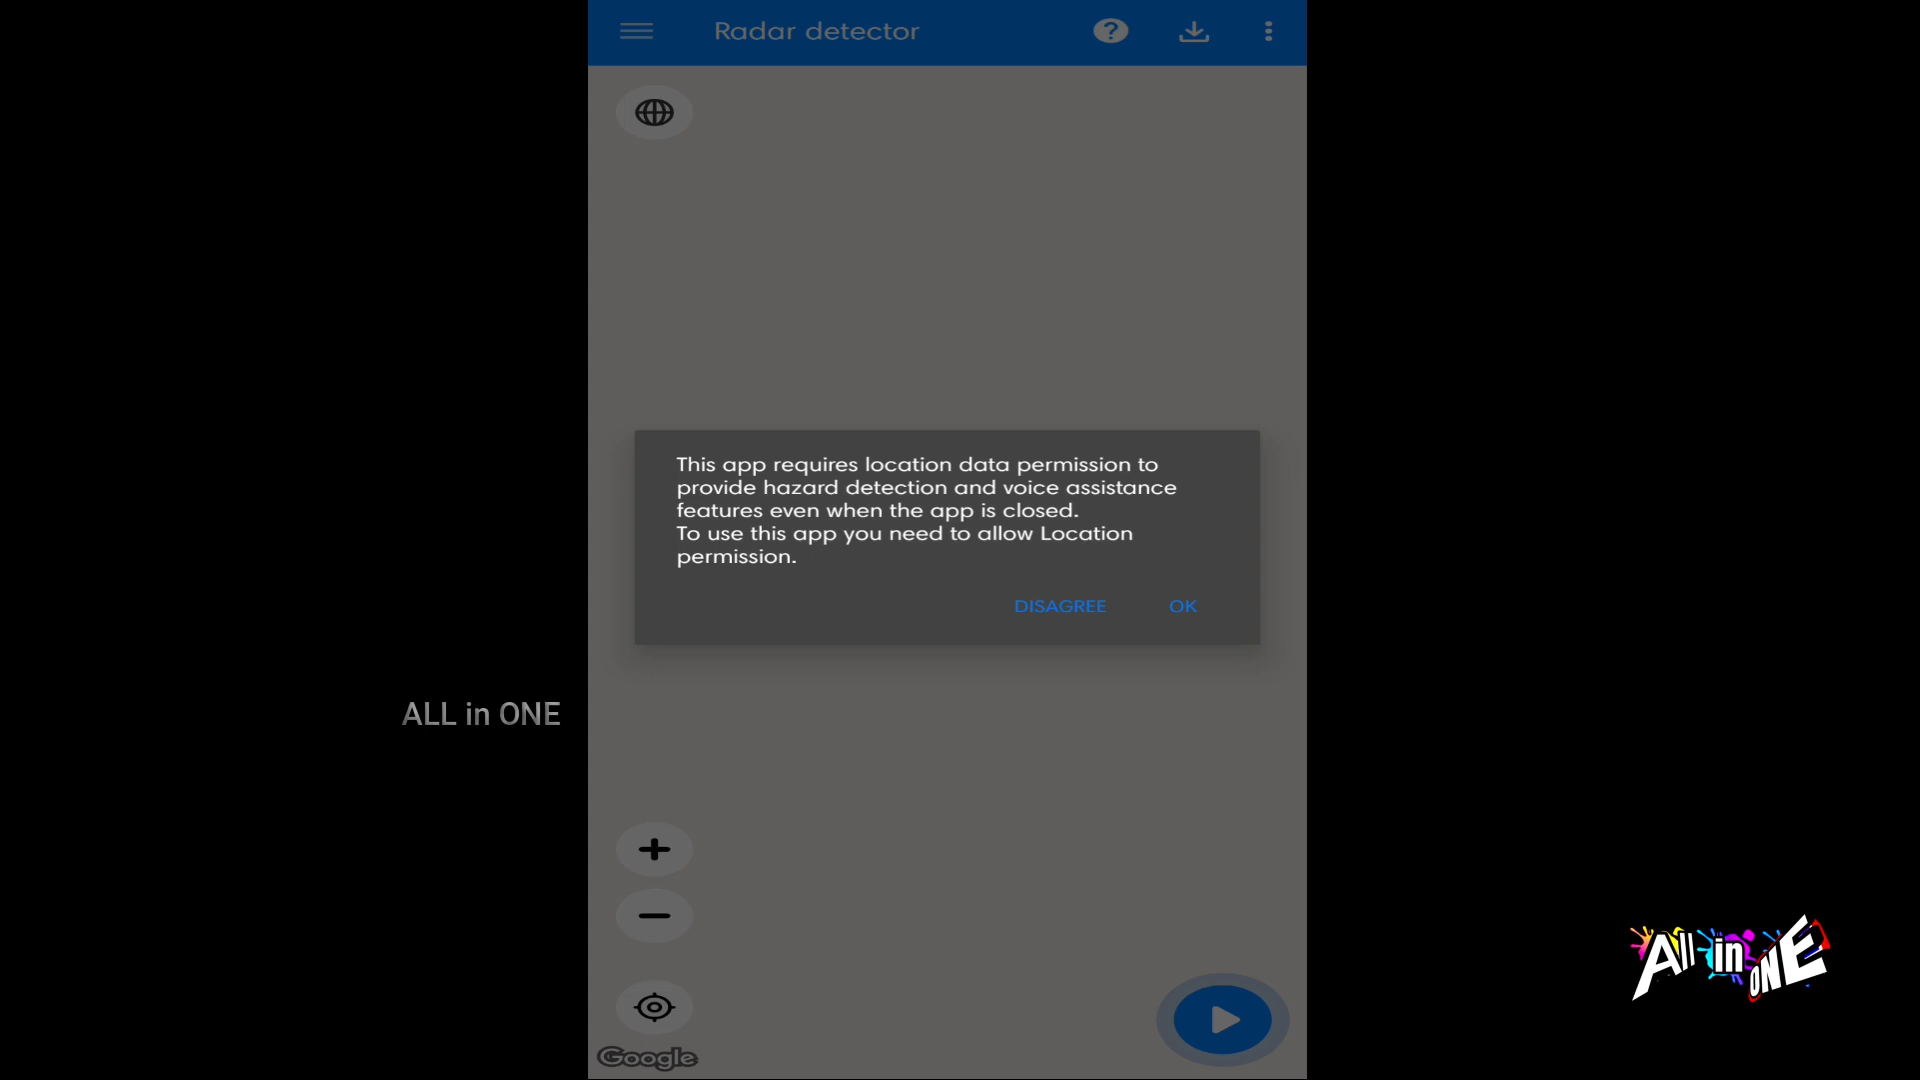 Radar detector
This app requires location data permission to
provide hazard detection and voice assistance
features even when the app is closed.
To use this app you need to allow Location
permission.
DISAGREE OK
ALL in ONE
All in ONE
Google